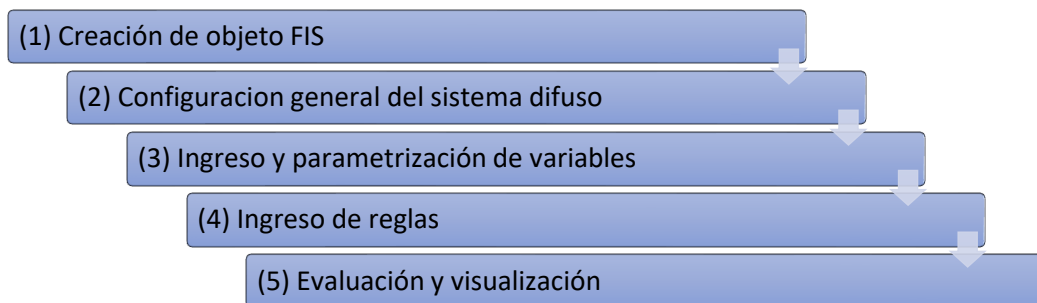 (1) Creación de objeto FIS
(2) Configuracion general del sistema difuso
(3) Ingreso y parametrización de variables
(4) Ingreso de reglas
(5) Evaluación y visualización